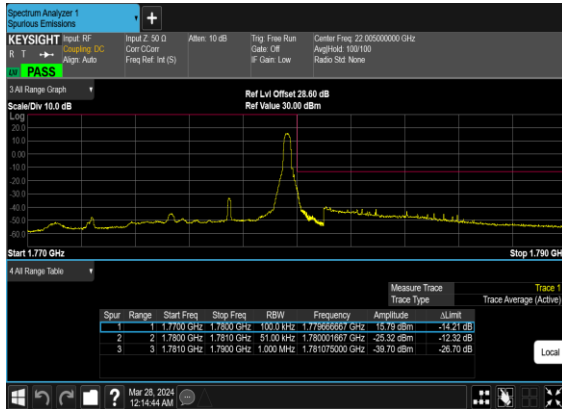 Spectrum Analyzer 1
Spurious Emissions
KEYSIGHT Input: RF Input Z: 50 Ω Atten: 10 dB Trig: Free Run Center Freq: 22.005000000 GHz
R T Coupling: DC Corr CCorr Gate: Off Avg|Hold: 100/100
Align: Auto Freq Ref: Int (S) IF Gain: Low Radio Std: None
LU PASS
3 All Range Graph
Ref Lvl Offset 28.60 dB
Scale/Div 10.0 dB Ref Value 30.00 dBm
Log
20.0
10.0
0.00
-10.0
-20.0
-30.0
-40.0
-50.0
-60.0
Start 1.770 GHz Stop 1.790 GH
4 All Range Table
Measure Trace Trace 1
Trace Type Trace Average (Active)
Spur Range Start Freq Stop Freq RBW Frequency Amplitude ΔLimit
1 1 1.7700 GHz 1.7800 GHz 100.0 kHz 1.779666667 GHz 15.79 dBm -14.21 dB
2 2 1.7800 GHz 1.7810 GHz 51.00 kHz 1.780001667 GHz -25.32 dBm -12.32 dB
3 3 1.7810 GHz 1.7900 GHz 1.000 MHz 1.781075000 GHz -39.70 dBm -26.70 dB
Local
Mar 28, 2024
12:14:44 AM